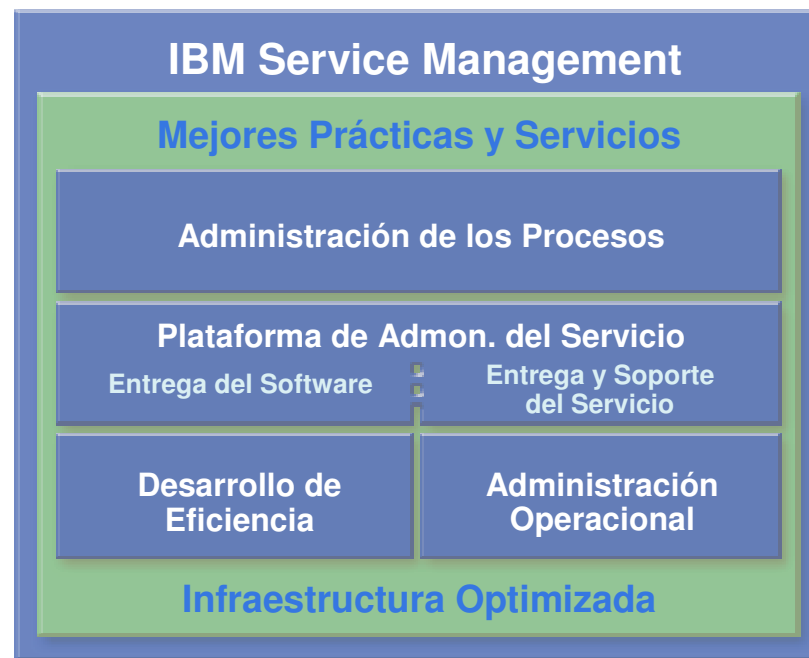 IBM Service Management
Mejores Prácticas y Servicios
Administración de los Procesos
Plataforma de Admon. del Servicio
Entrega del Software
Entrega y Soporte
del Servicio
Desarrollo de
Eficiencia
Administración
Operacional
Infraestructura Optimizada